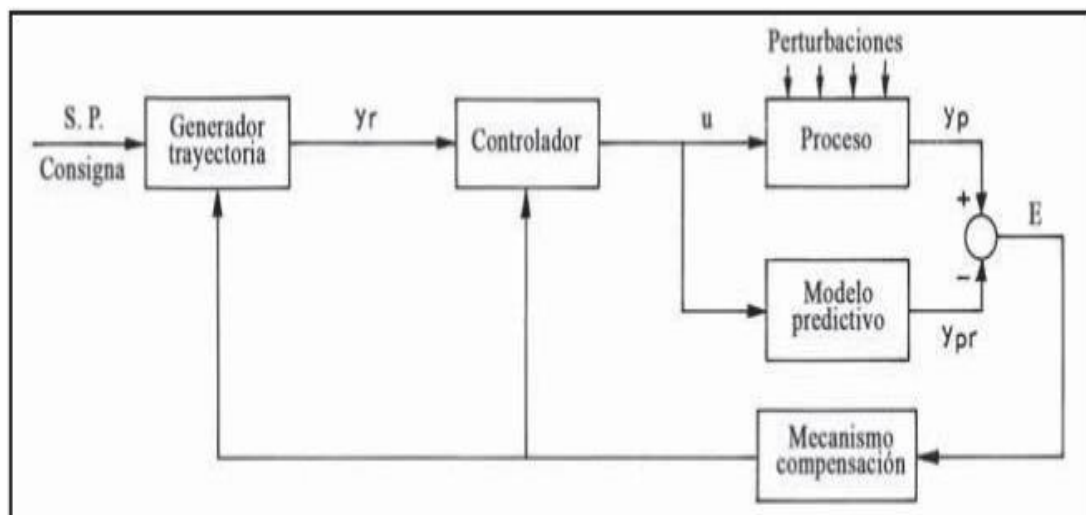 Perturbaciones
S. P.
Consigna
Generador
trayectoria
yr
Controlador
u
Proceso
yp
+
E
−
Modelo
predictivo
ypr
Mecanismo
compensación